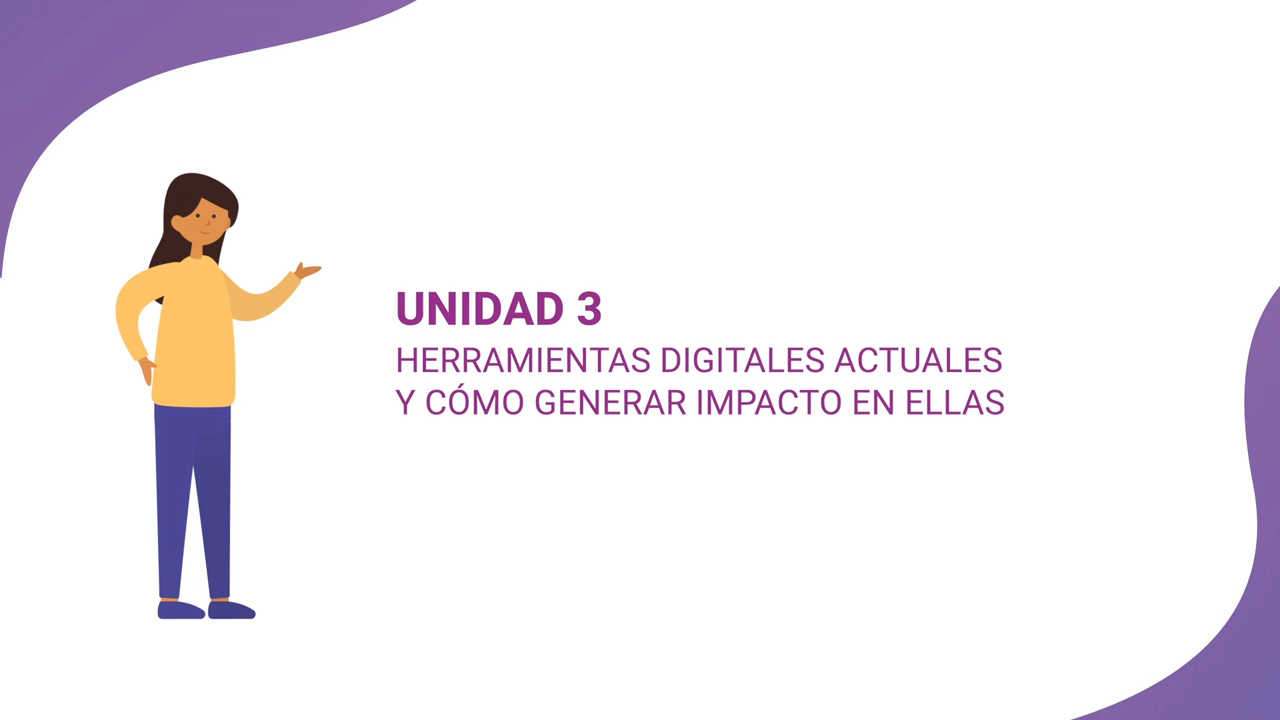 UNIDAD 3
HERRAMIENTAS DIGITALES ACTUALES
Y CÓMO GENERAR IMPACTO EN ELLAS